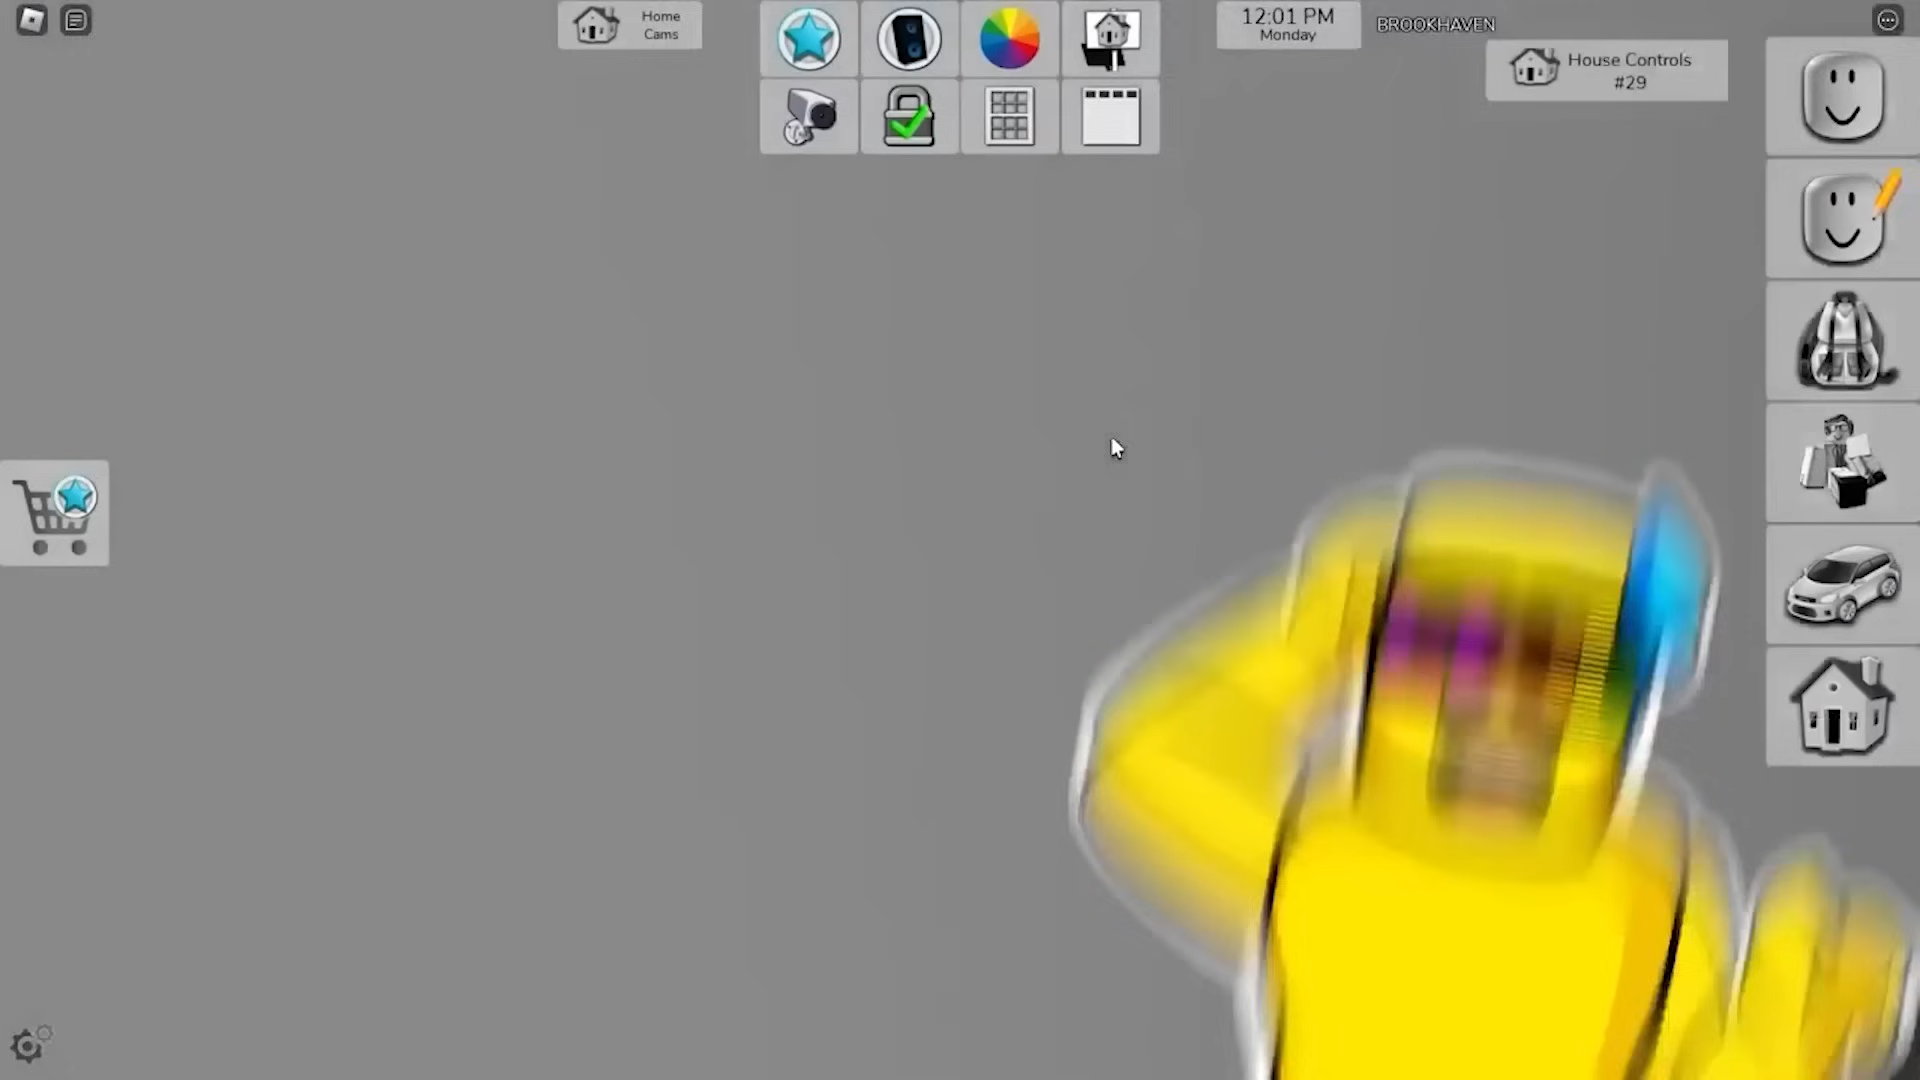 Home
Cams
12:01 PM
Monday
BROOKHAVEN
House Controls
#29